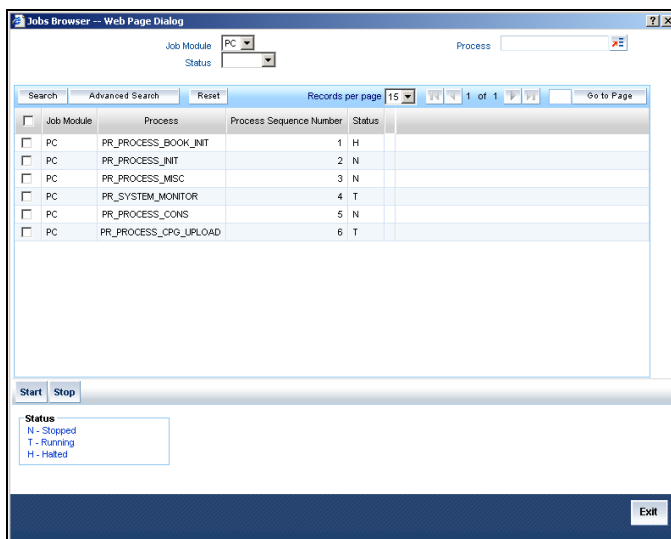 Jobs Browser -- Web Page Dialog
Job Module PC Process
Status
Search Advanced Search Reset Records per page 15 1 of 1 Go to Page
Job Module Process Process Sequence Number Status
PC PR_PROCESS_BOOK_INIT 1 H
PC PR_PROCESS_INIT 2 N
PC PR_PROCESS_MISC 3 N
PC PR_SYSTEM_MONITOR 4 T
PC PR_PROCESS_CONS 5 N
PC PR_PROCESS_CPG_UPLOAD 6 T
Start Stop
Status
N - Stopped
T - Running
H - Halted
Exit